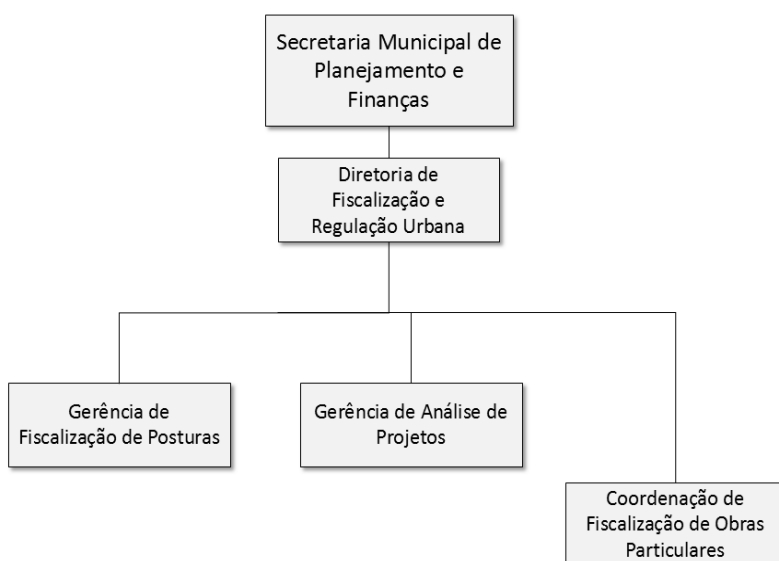 Secretaria Municipal de
Planejamento e
Finanças
Diretoria de
Fiscalização e
Regulação Urbana
Gerência de
Fiscalização de Posturas
Gerência de Análise de
Projetos
Coordenação de
Fiscalização de Obras
Particulares